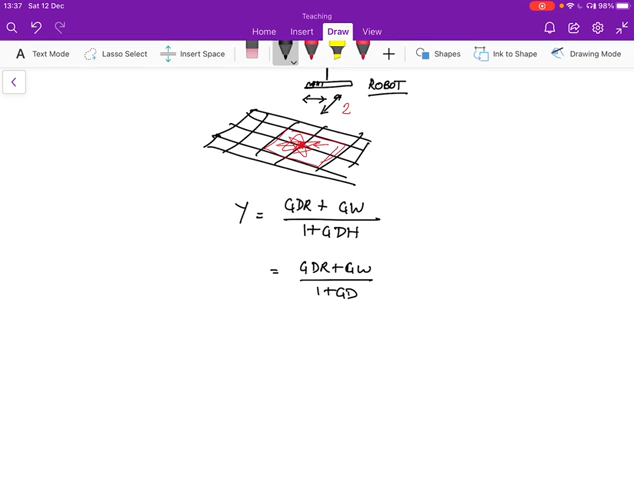 13:37 Sat 12 Dec
98%
Teaching
Home Insert Draw View
Text Mode Lasso Select Insert Space Shapes Ink to Shape Drawing Mode
ROBOT
2
Y = GDR + GW
1+GDH
= GDR+GW
1+GD